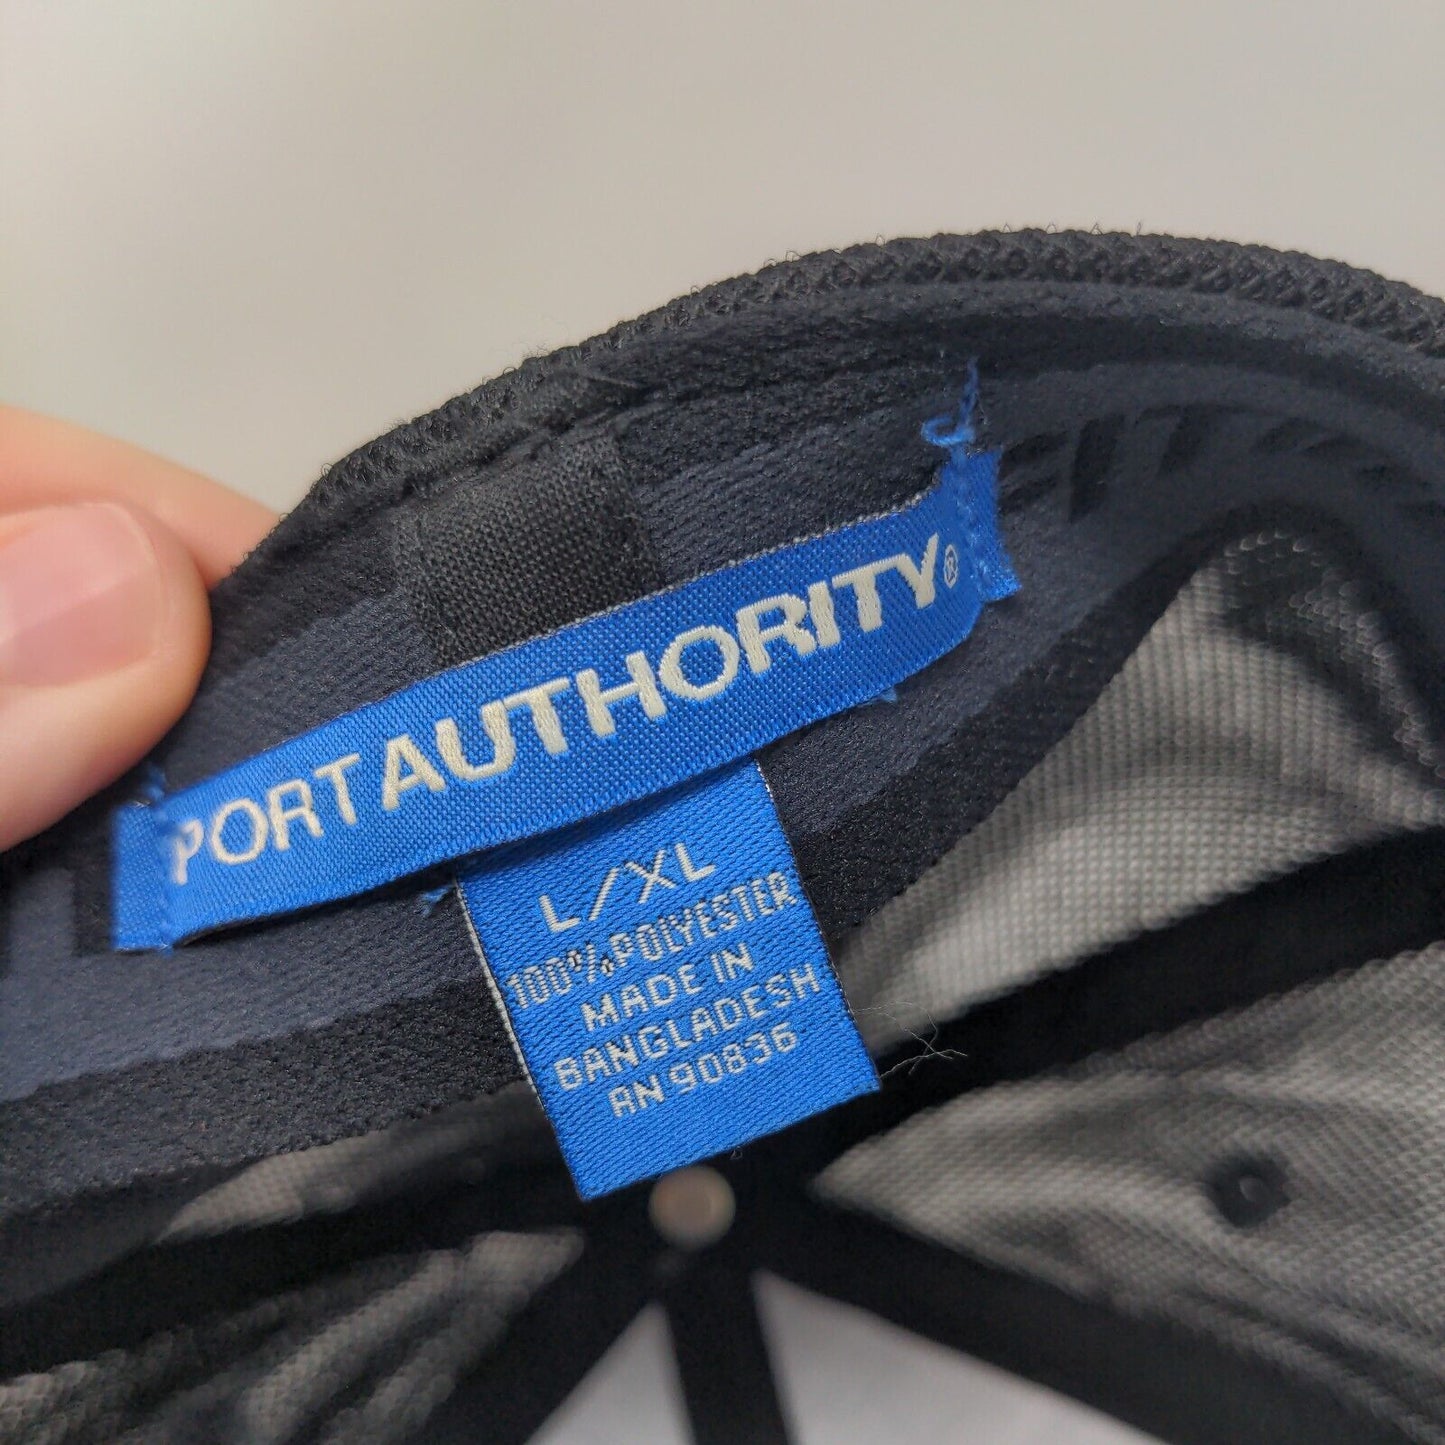 PORT AUTHORITY®
L/XL
100% POLYESTER
MADE IN
BANGLADESH
RN 90836